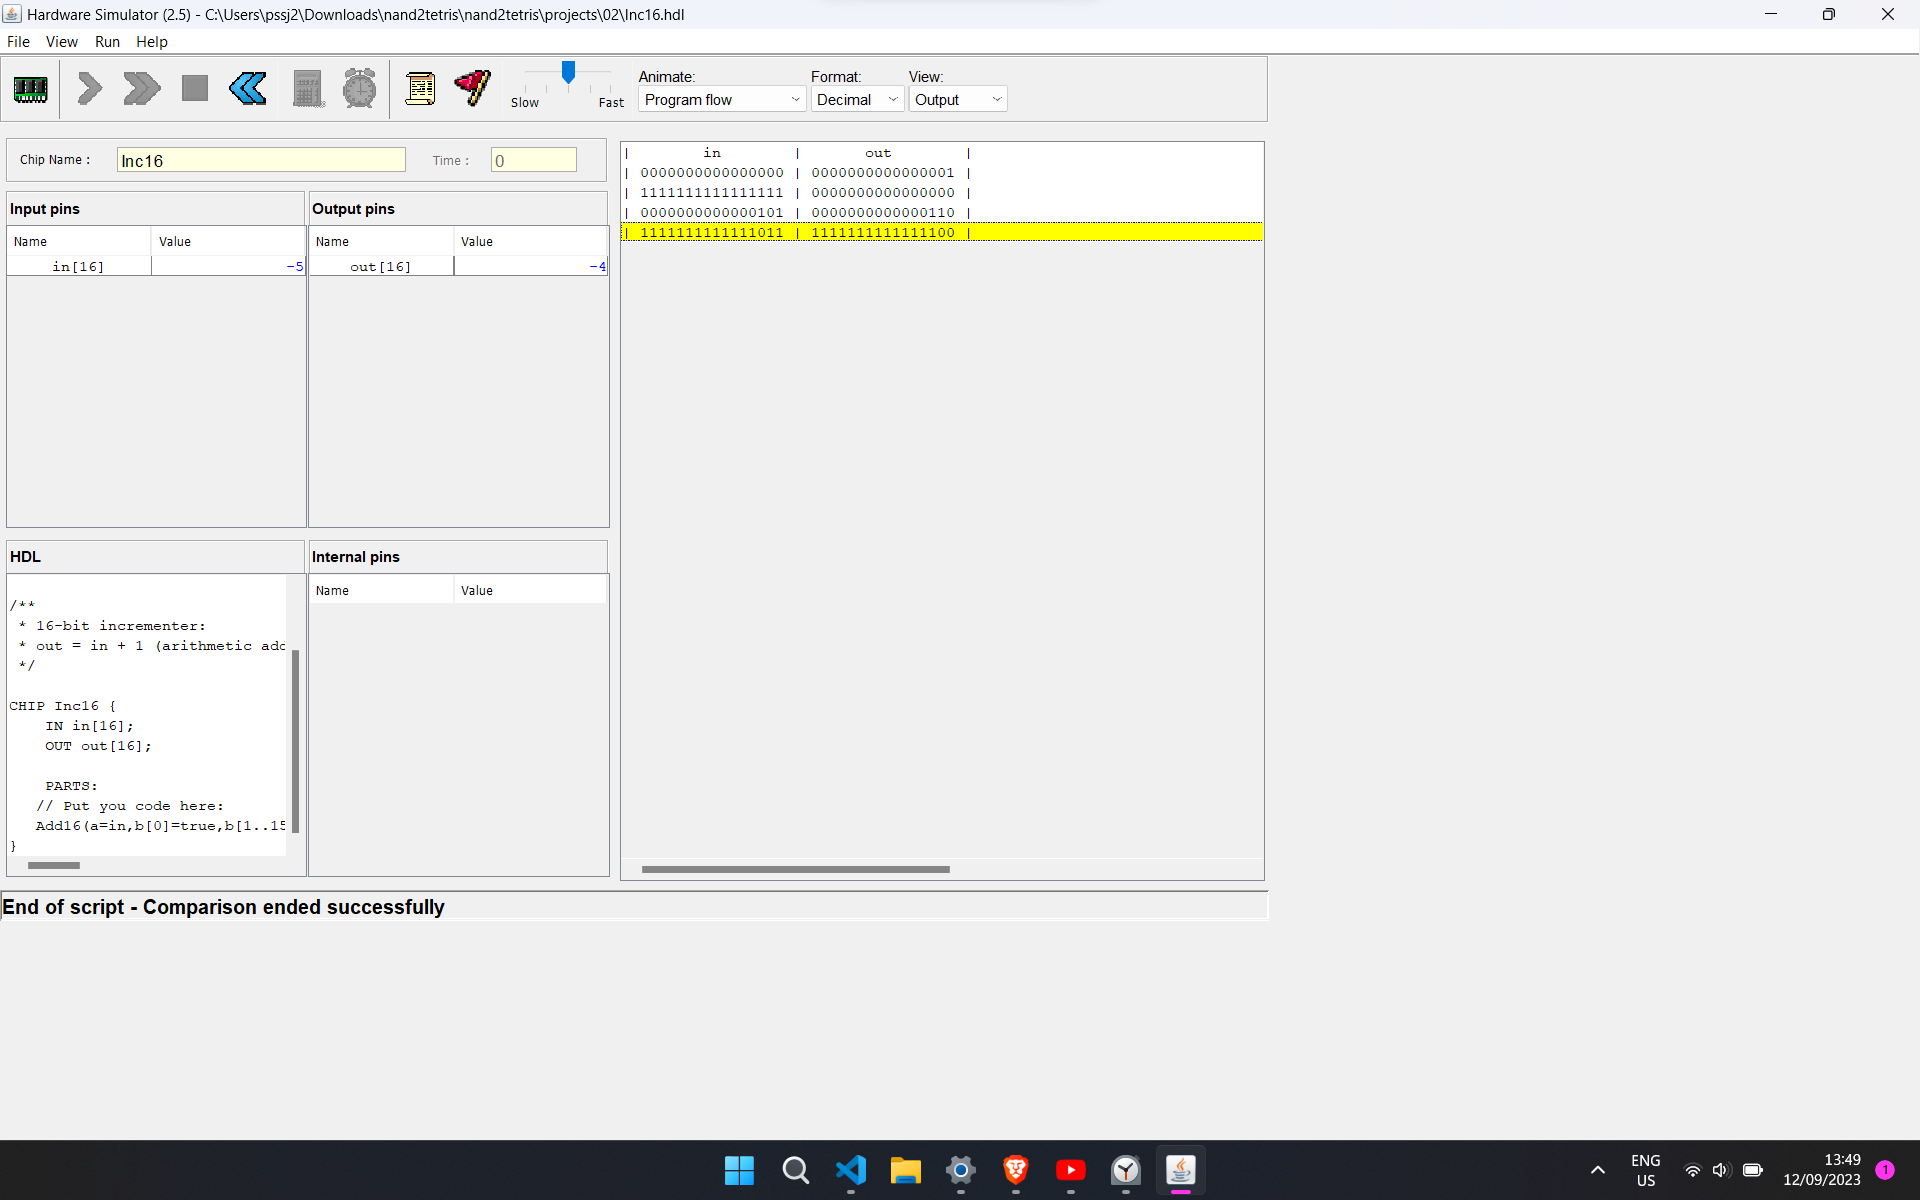 Hardware Simulator (2.5) - C:\Users\pssj2\Downloads\nand2tetris\nand2tetris\projects\02\Inc16.hdl
File View Run Help
Slow Fast
Animate: Format: View:
Program flow Decimal Output
Chip Name : Inc16 Time : 0
Input pins
Name Value
in[16] -5
Output pins
Name Value
out[16] -4
| in | out |
| 0000000000000000 | 0000000000000001 |
| 1111111111111111 | 0000000000000000 |
| 0000000000000101 | 0000000000000110 |
| 1111111111111011 | 1111111111111100 |
HDL
/**
* 16-bit incrementer:
* out = in + 1 (arithmetic add
*/
CHIP Inc16 {
IN in[16];
OUT out[16];
PARTS:
// Put you code here:
Add16(a=in,b[0]=true,b[1..15
}
Internal pins
Name Value
End of script - Comparison ended successfully
ENG
US
13:49
12/09/2023
1